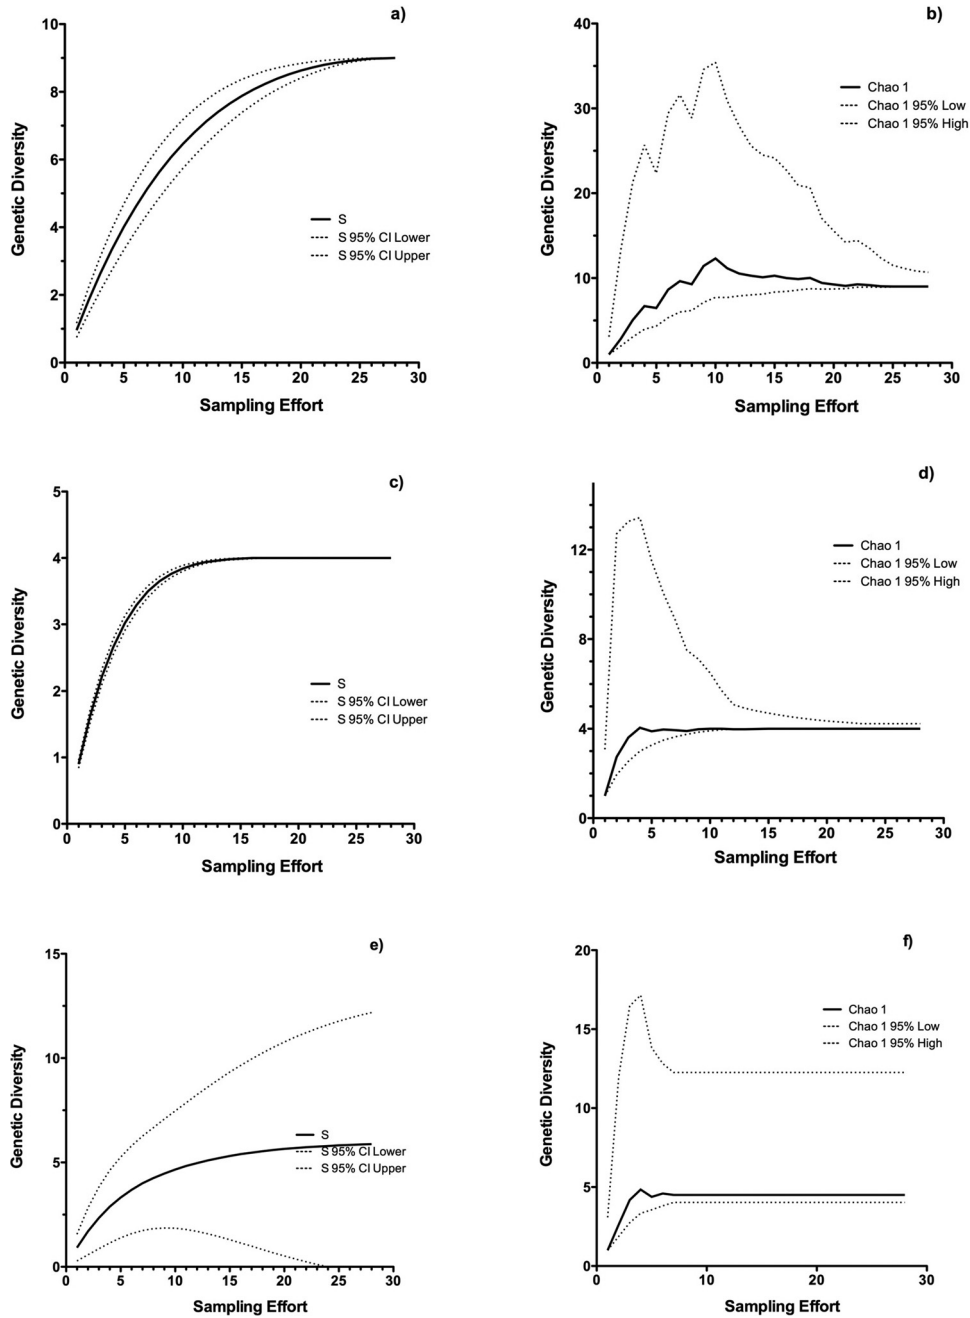 a)
10
8
6
4
2
0
Genetic Diversity
S
S 95% CI Lower
S 95% CI Upper
0 5 10 15 20 25 30
Sampling Effort
b)
40
30
20
10
0
Genetic Diversity
Chao 1
Chao 1 95% Low
Chao 1 95% High
0 5 10 15 20 25 30
Sampling Effort
c)
5
4
3
2
1
0
Genetic Diversity
S
S 95% CI Lower
S 95% CI Upper
0 5 10 15 20 25 30
Sampling Effort
d)
12
8
4
0
Genetic Diversity
Chao 1
Chao 1 95% Low
Chao 1 95% High
0 5 10 15 20 25 30
Sampling Effort
e)
15
10
5
0
Genetic Diversity
S
S 95% CI Lower
S 95% CI Upper
0 5 10 15 20 25 30
Sampling Effort
f)
20
15
10
5
0
Genetic Diversity
Chao 1
Chao 1 95% Low
Chao 1 95% High
0 10 20 30
Sampling Effort